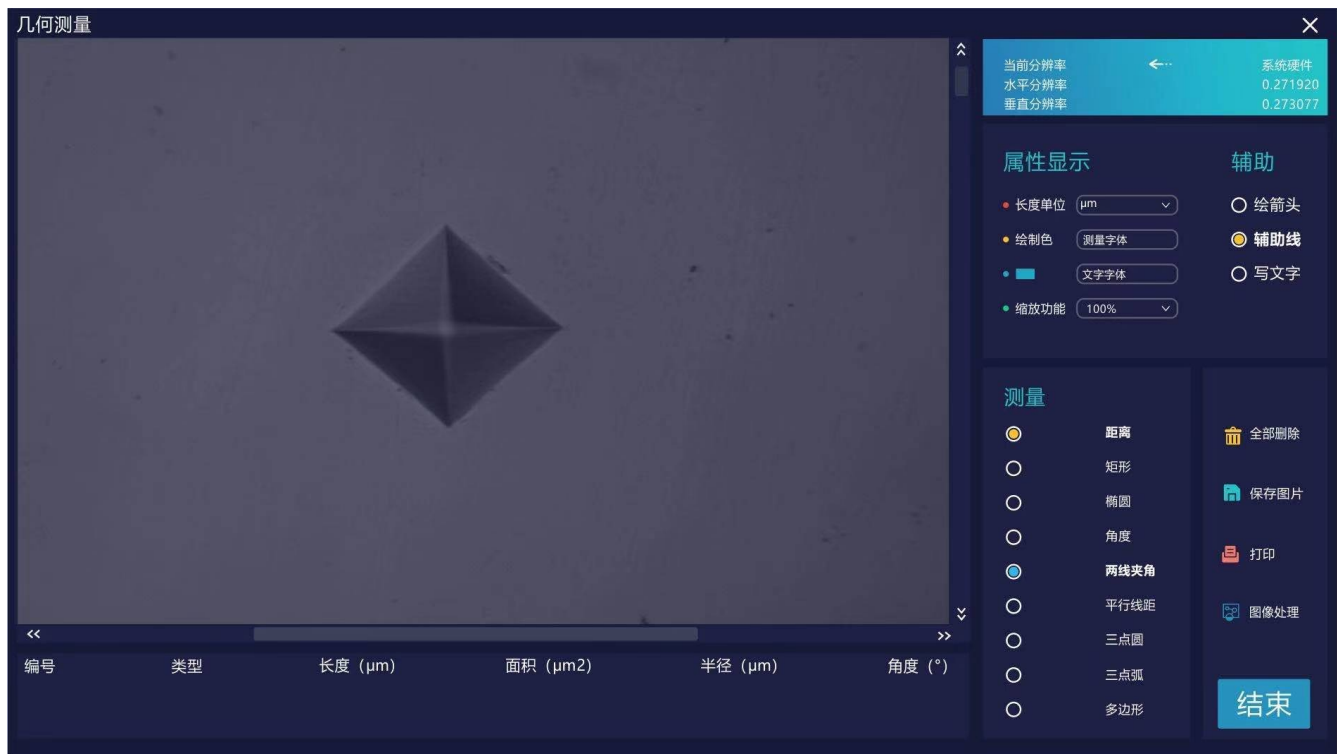 几何测量
当前分辨率 系统硬件
水平分辨率 0.271920
垂直分辨率 0.273077
属性显示 辅助
长度单位 μm 绘箭头
绘制色 测量字体 辅助线
文字字体 写文字
缩放功能 100%
测量
距离 全部删除
矩形
椭圆 保存图片
角度
两线夹角 打印
平行线距 图像处理
三点圆
三点弧
多边形 结束
编号 类型 长度（μm） 面积（μm2） 半径（μm） 角度（°）